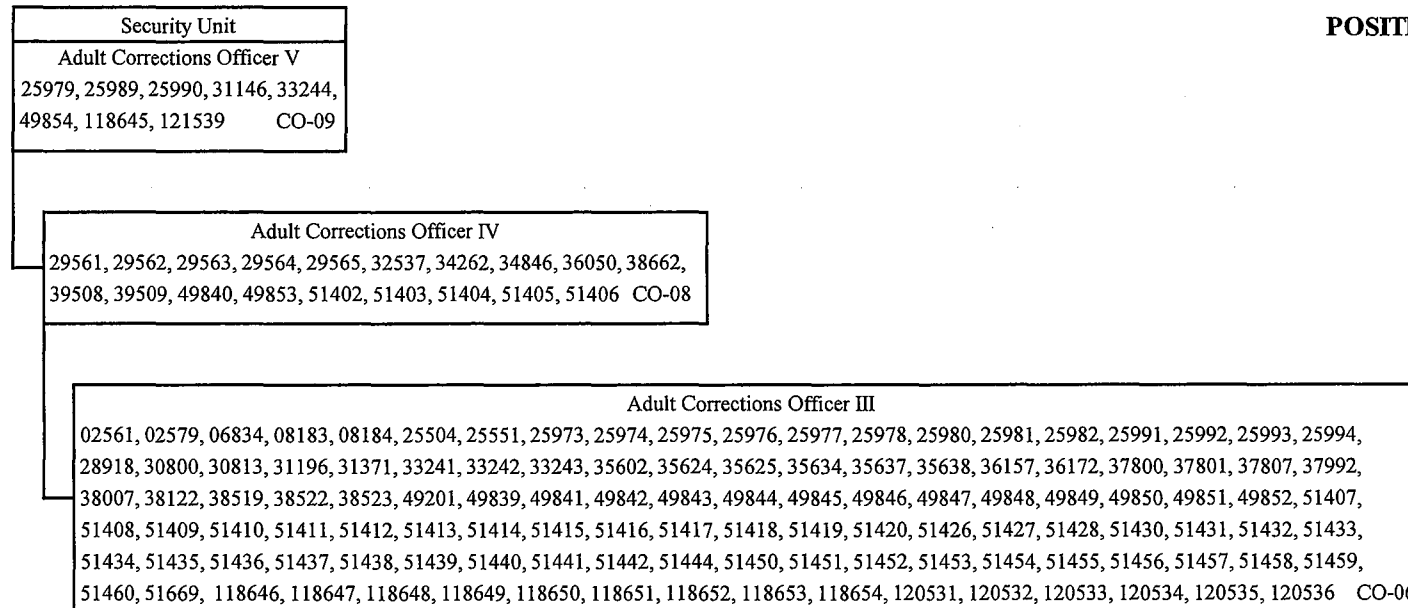 POSITI
Security Unit
Adult Corrections Officer V
25979, 25989, 25990, 31146, 33244,
49854, 118645, 121539 CO-09
Adult Corrections Officer IV
29561, 29562, 29563, 29564, 29565, 32537, 34262, 34846, 36050, 38662,
39508, 39509, 49840, 49853, 51402, 51403, 51404, 51405, 51406 CO-08
Adult Corrections Officer III
02561, 02579, 06834, 08183, 08184, 25504, 25551, 25973, 25974, 25975, 25976, 25977, 25978, 25980, 25981, 25982, 25991, 25992, 25993, 25994,
28918, 30800, 30813, 31196, 31371, 33241, 33242, 33243, 35602, 35624, 35625, 35634, 35637, 35638, 36157, 36172, 37800, 37801, 37807, 37992,
38007, 38122, 38519, 38522, 38523, 49201, 49839, 49841, 49842, 49843, 49844, 49845, 49846, 49847, 49848, 49849, 49850, 49851, 49852, 51407,
51408, 51409, 51410, 51411, 51412, 51413, 51414, 51415, 51416, 51417, 51418, 51419, 51420, 51426, 51427, 51428, 51430, 51431, 51432, 51433,
51434, 51435, 51436, 51437, 51438, 51439, 51440, 51441, 51442, 51444, 51450, 51451, 51452, 51453, 51454, 51455, 51456, 51457, 51458, 51459,
51460, 51669, 118646, 118647, 118648, 118649, 118650, 118651, 118652, 118653, 118654, 120531, 120532, 120533, 120534, 120535, 120536 CO-06